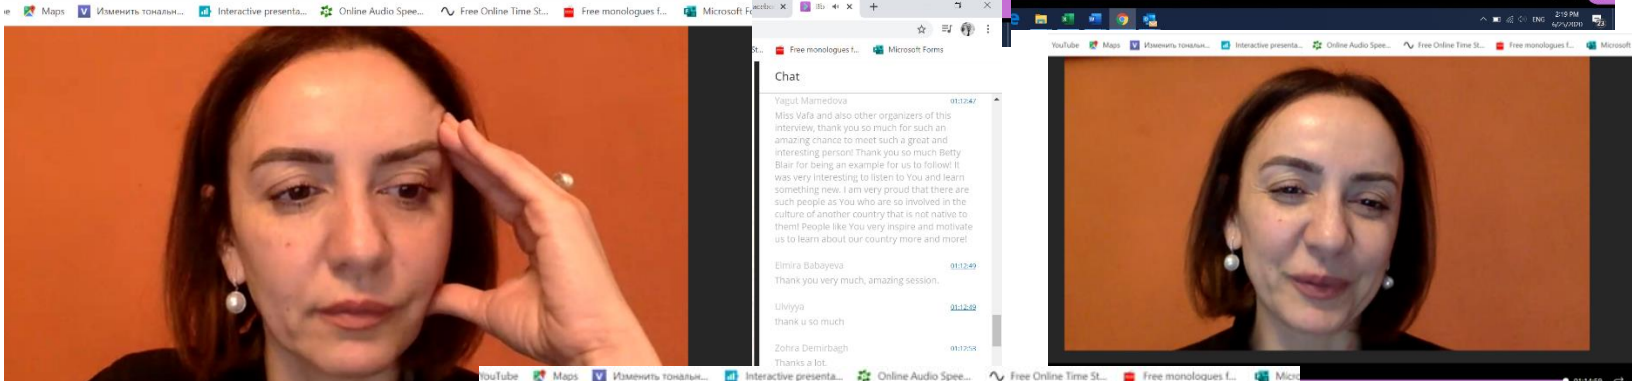 Maps Изменить тональн... Interactive presenta... Online Audio Spee... Free Online Time St... Free monologues f... Microsoft F
Free monologues f... Microsoft Forms
Chat
Yagut Mamedova 01:12:47
Miss Vafa and also other organizers of this
interview, thank you so much for such an
amazing chance to meet such a great and
interesting person! Thank you so much Betty
Blair for being an example for us to follow! It
was very interesting to listen to You and learn
something new. I am very proud that there are
such people as You who are so involved in the
culture of another country that is not native to
them! People like You very inspire and motivate
us to learn about our country more and more!
Elmira Babayeva 01:12:49
Thank you very much, amazing session.
Ulviyya 01:12:49
thank u so much
Zohra Demirbagh 01:12:58
Thanks a lot.
ENG 2:19 PM
6/25/2020
YouTube Maps Изменить тональн... Interactive presenta... Online Audio Spee... Free Online Time St... Free monologues f... Microsoft
YouTube Maps Изменить тональн... Interactive presenta... Online Audio Spee... Free Online Time St... Free monologues f... Micro